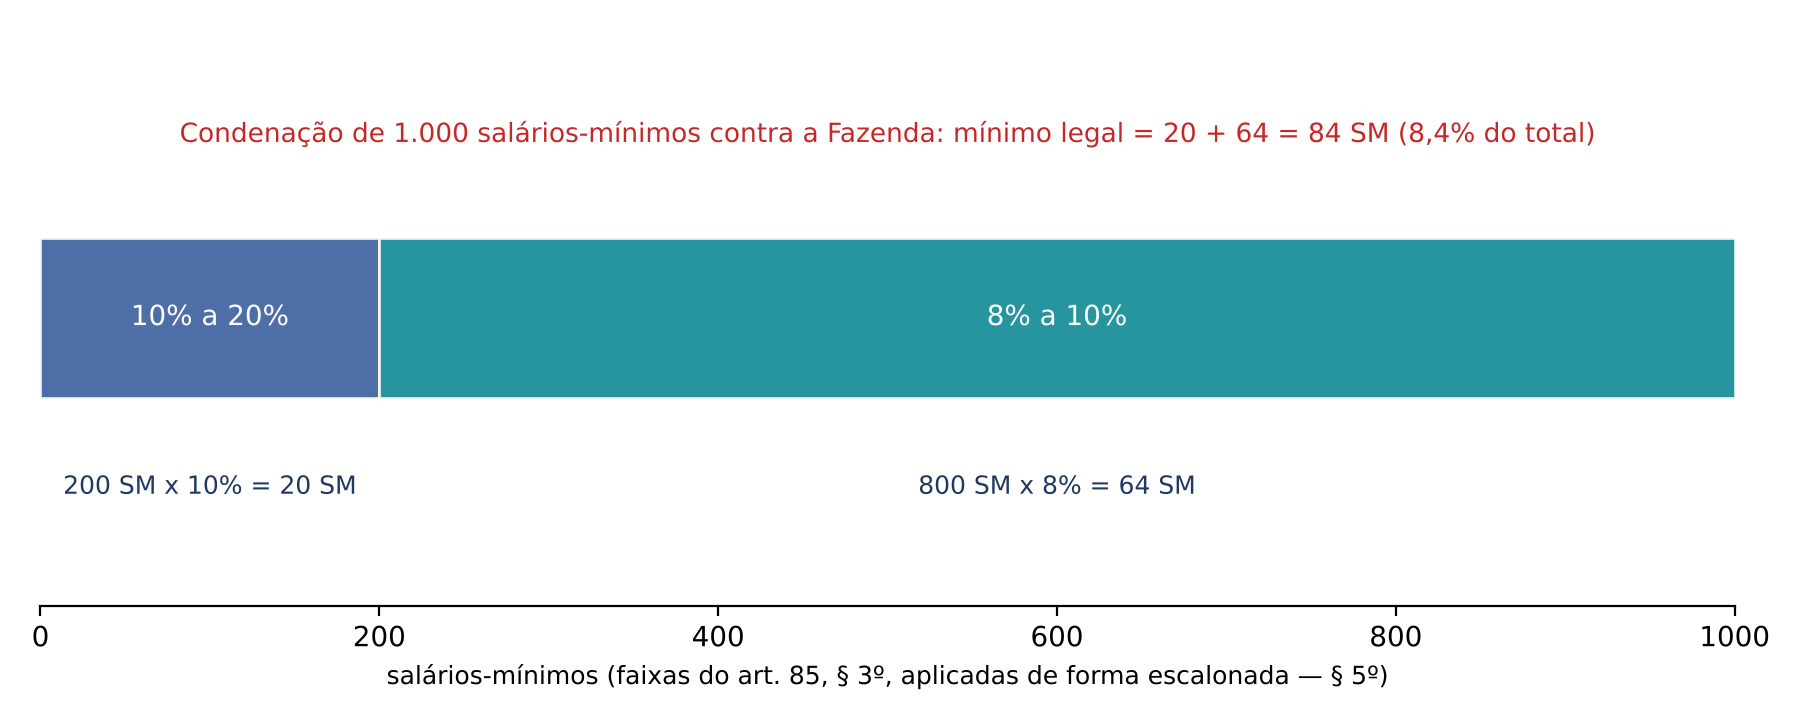 Condenação de 1.000 salários-mínimos contra a Fazenda: mínimo legal = 20 + 64 = 84 SM (8,4% do total)
10% a 20%
8% a 10%
200 SM x 10% = 20 SM
800 SM x 8% = 64 SM
0
200
400
600
800
1000
salários-mínimos (faixas do art. 85, § 3º, aplicadas de forma escalonada — § 5º)